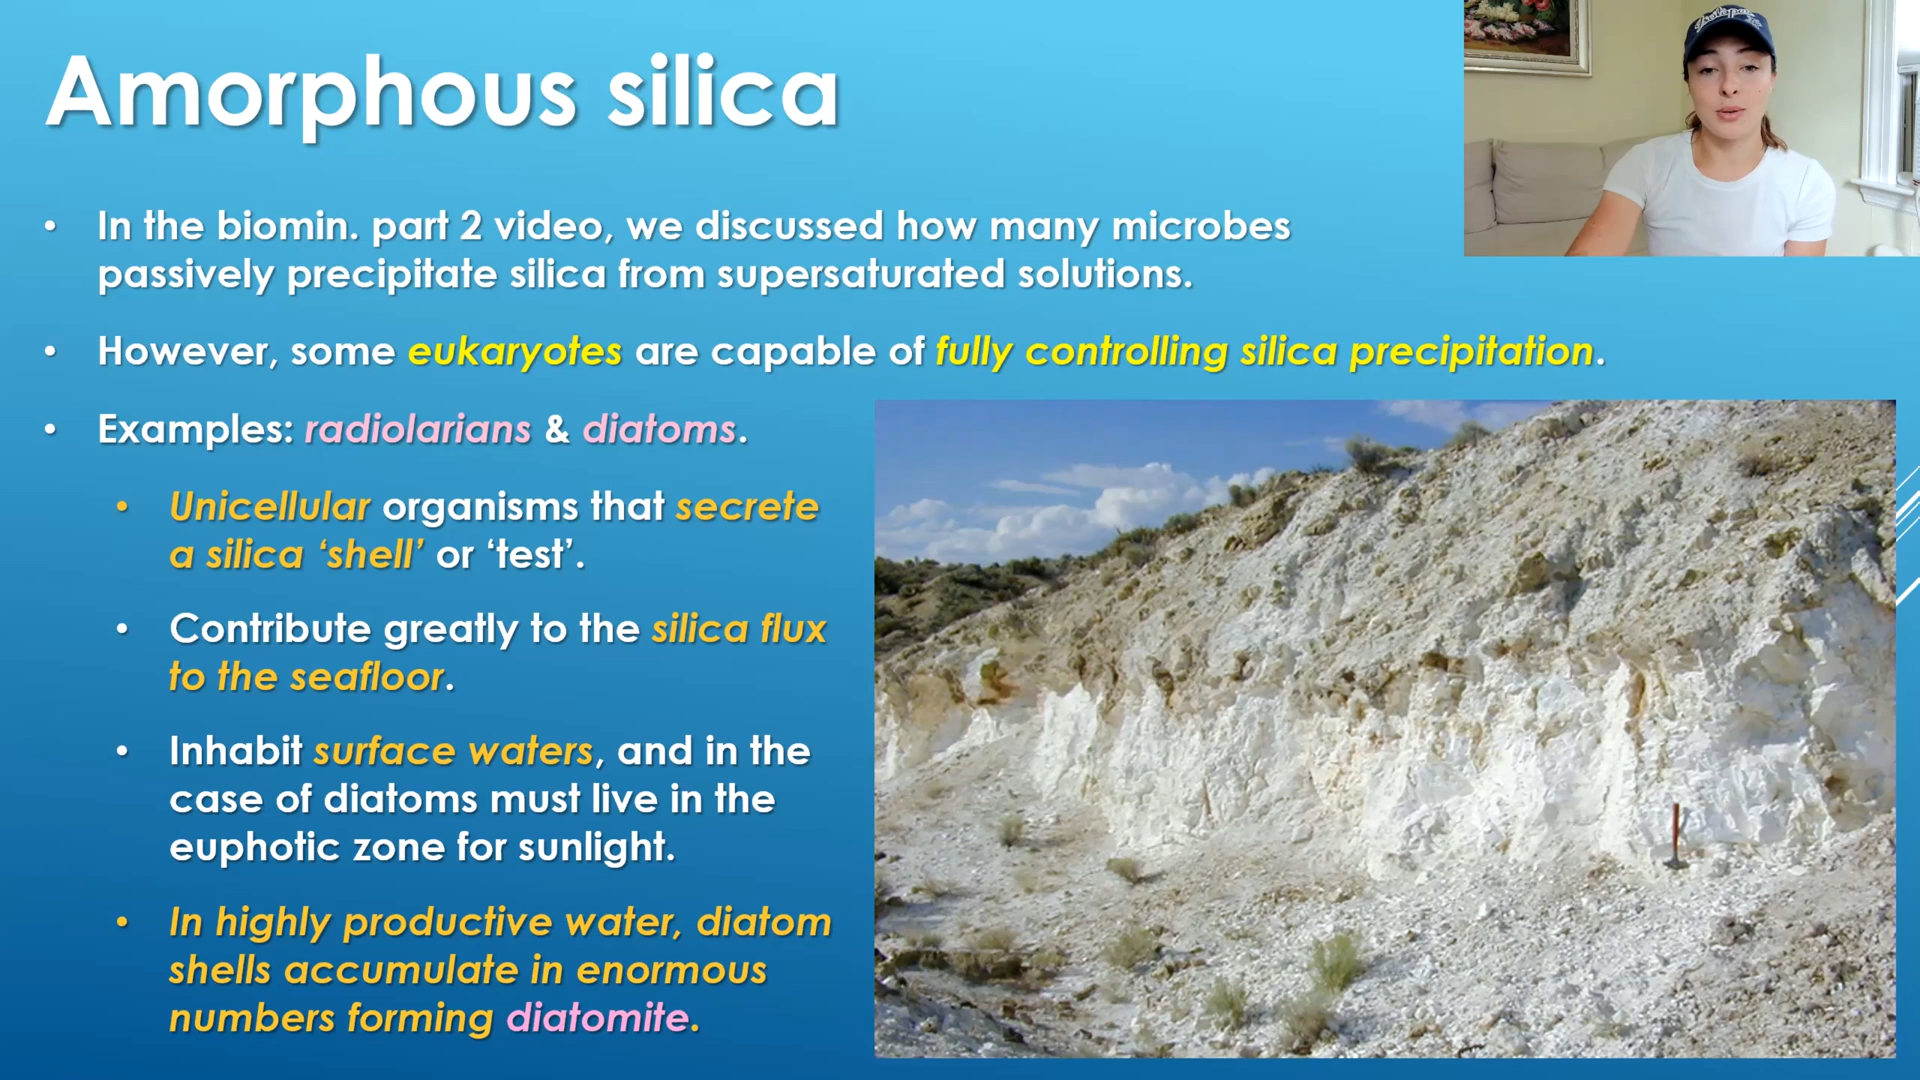 Amorphous silica
• In the biomin. part 2 video, we discussed how many microbes
passively precipitate silica from supersaturated solutions.
• However, some eukaryotes are capable of fully controlling silica precipitation.
• Examples: radiolarians & diatoms.
• Unicellular organisms that secrete
a silica ‘shell’ or ‘test’.
• Contribute greatly to the silica flux
to the seafloor.
• Inhabit surface waters, and in the
case of diatoms must live in the
euphotic zone for sunlight.
• In highly productive water, diatom
shells accumulate in enormous
numbers forming diatomite.